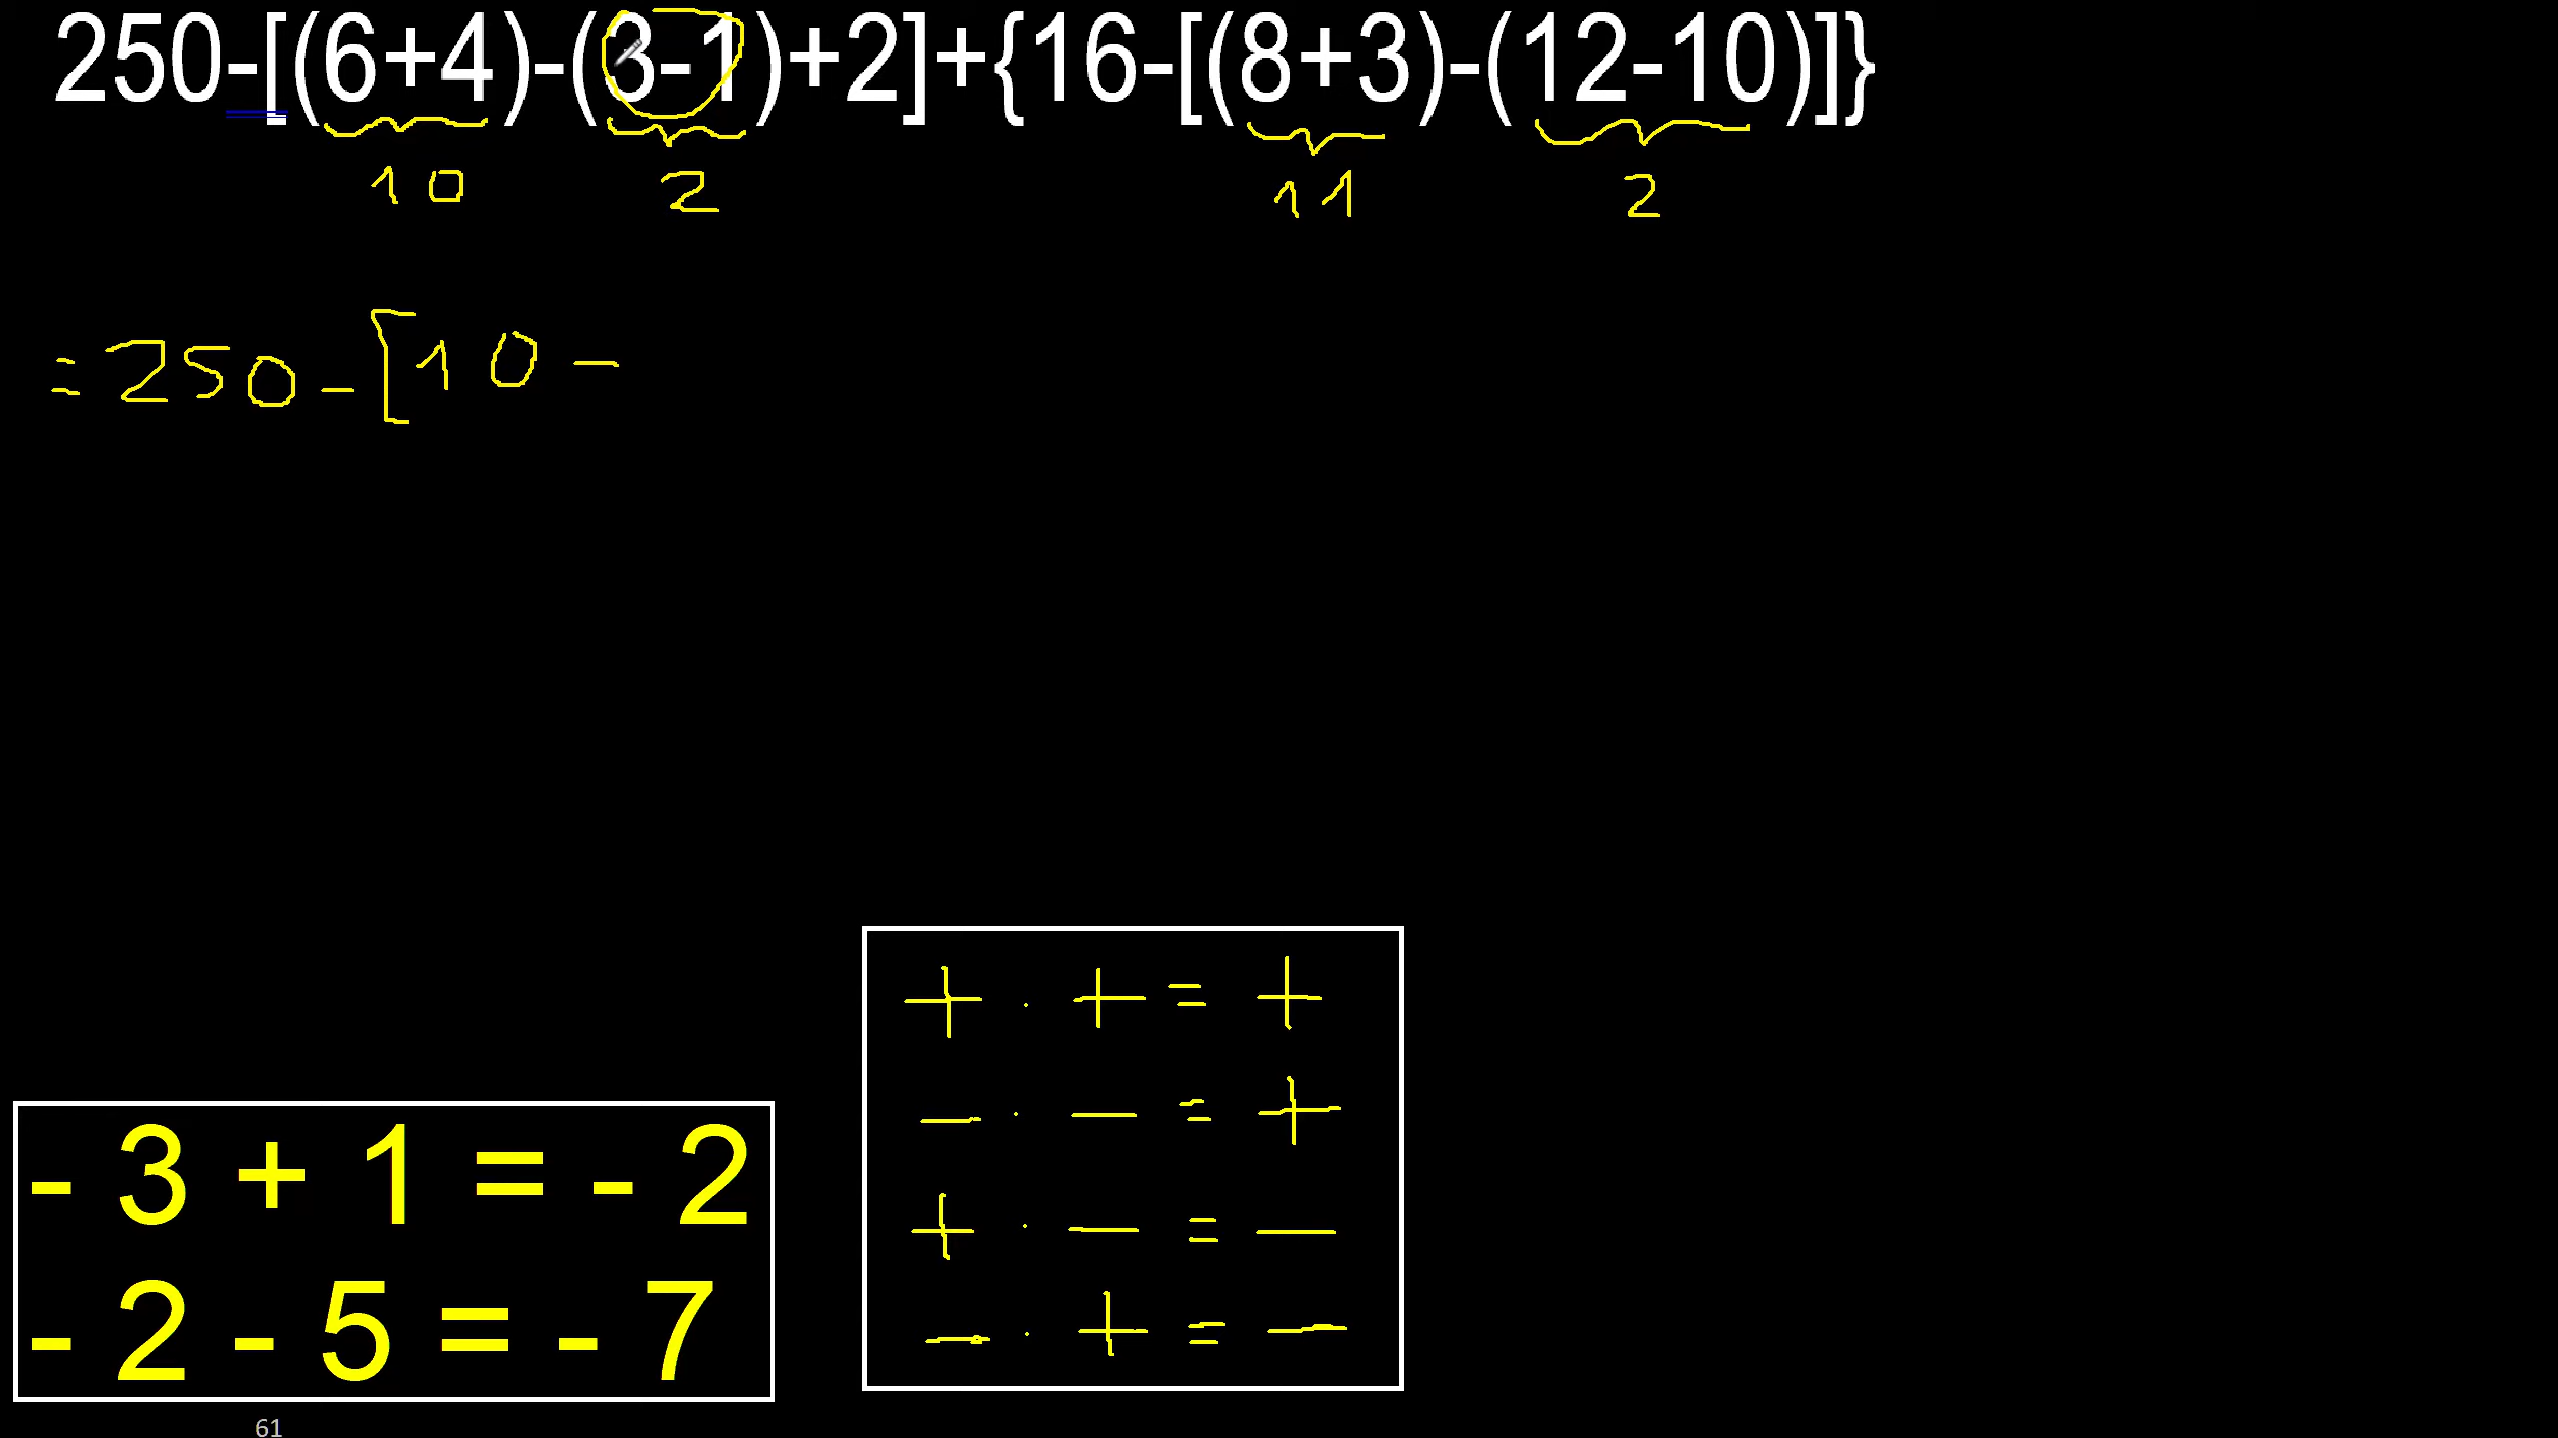 250-[(6+4)-(3-1)+2]+{16-[(8+3)-(12-10)]}
10 2 11 2
=250-[10-
+ . + = +
- . - = +
+ . - = -
- . + = -
- 3 + 1 = - 2
- 2 - 5 = - 7
61